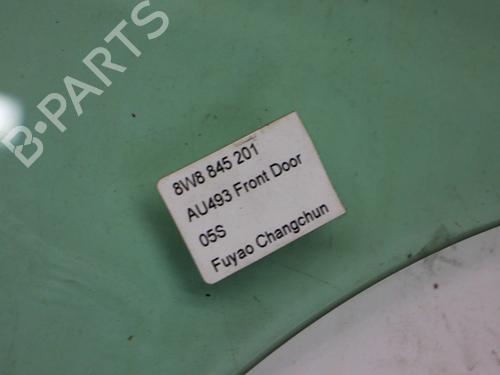 B-PARTS
8W8 845 201
AU493 Front Door
05S
Fuyao Changchun